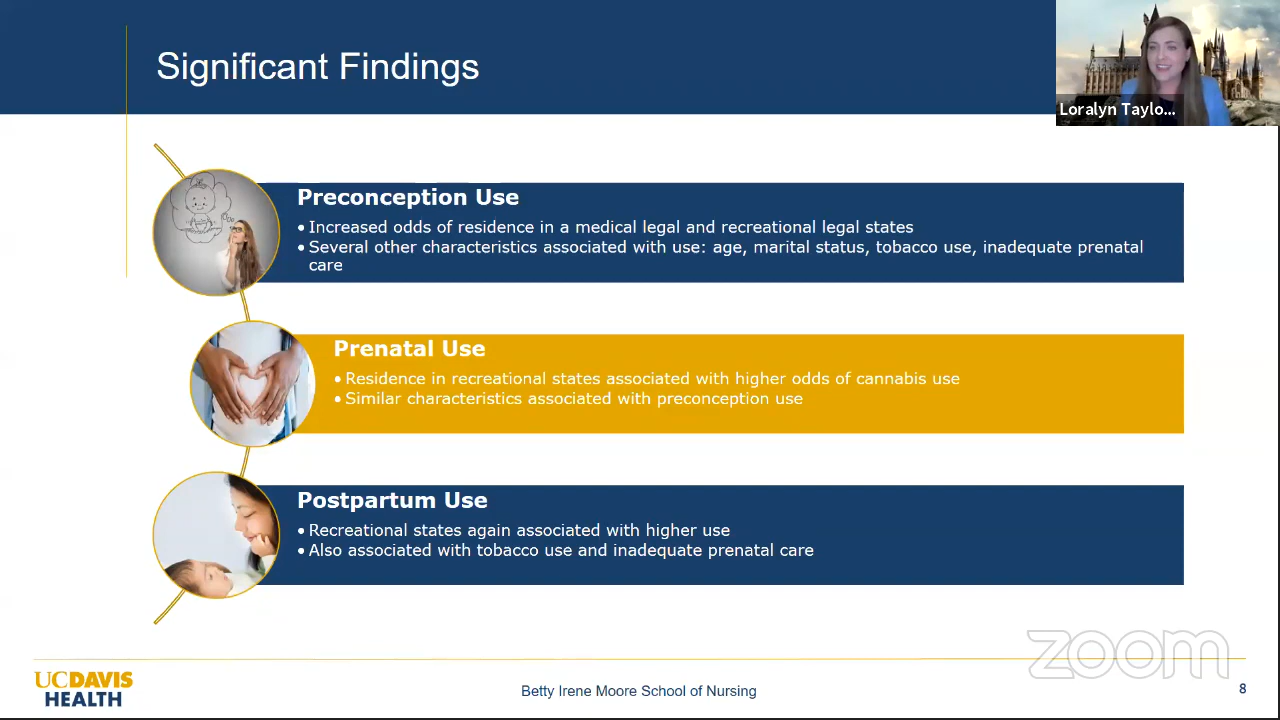 Significant Findings
Loralyn Taylo...
Preconception Use
• Increased odds of residence in a medical legal and recreational legal states
• Several other characteristics associated with use: age, marital status, tobacco use, inadequate prenatal
care
Prenatal Use
• Residence in recreational states associated with higher odds of cannabis use
• Similar characteristics associated with preconception use
Postpartum Use
• Recreational states again associated with higher use
• Also associated with tobacco use and inadequate prenatal care
zoom
UCDAVIS
HEALTH
Betty Irene Moore School of Nursing
8